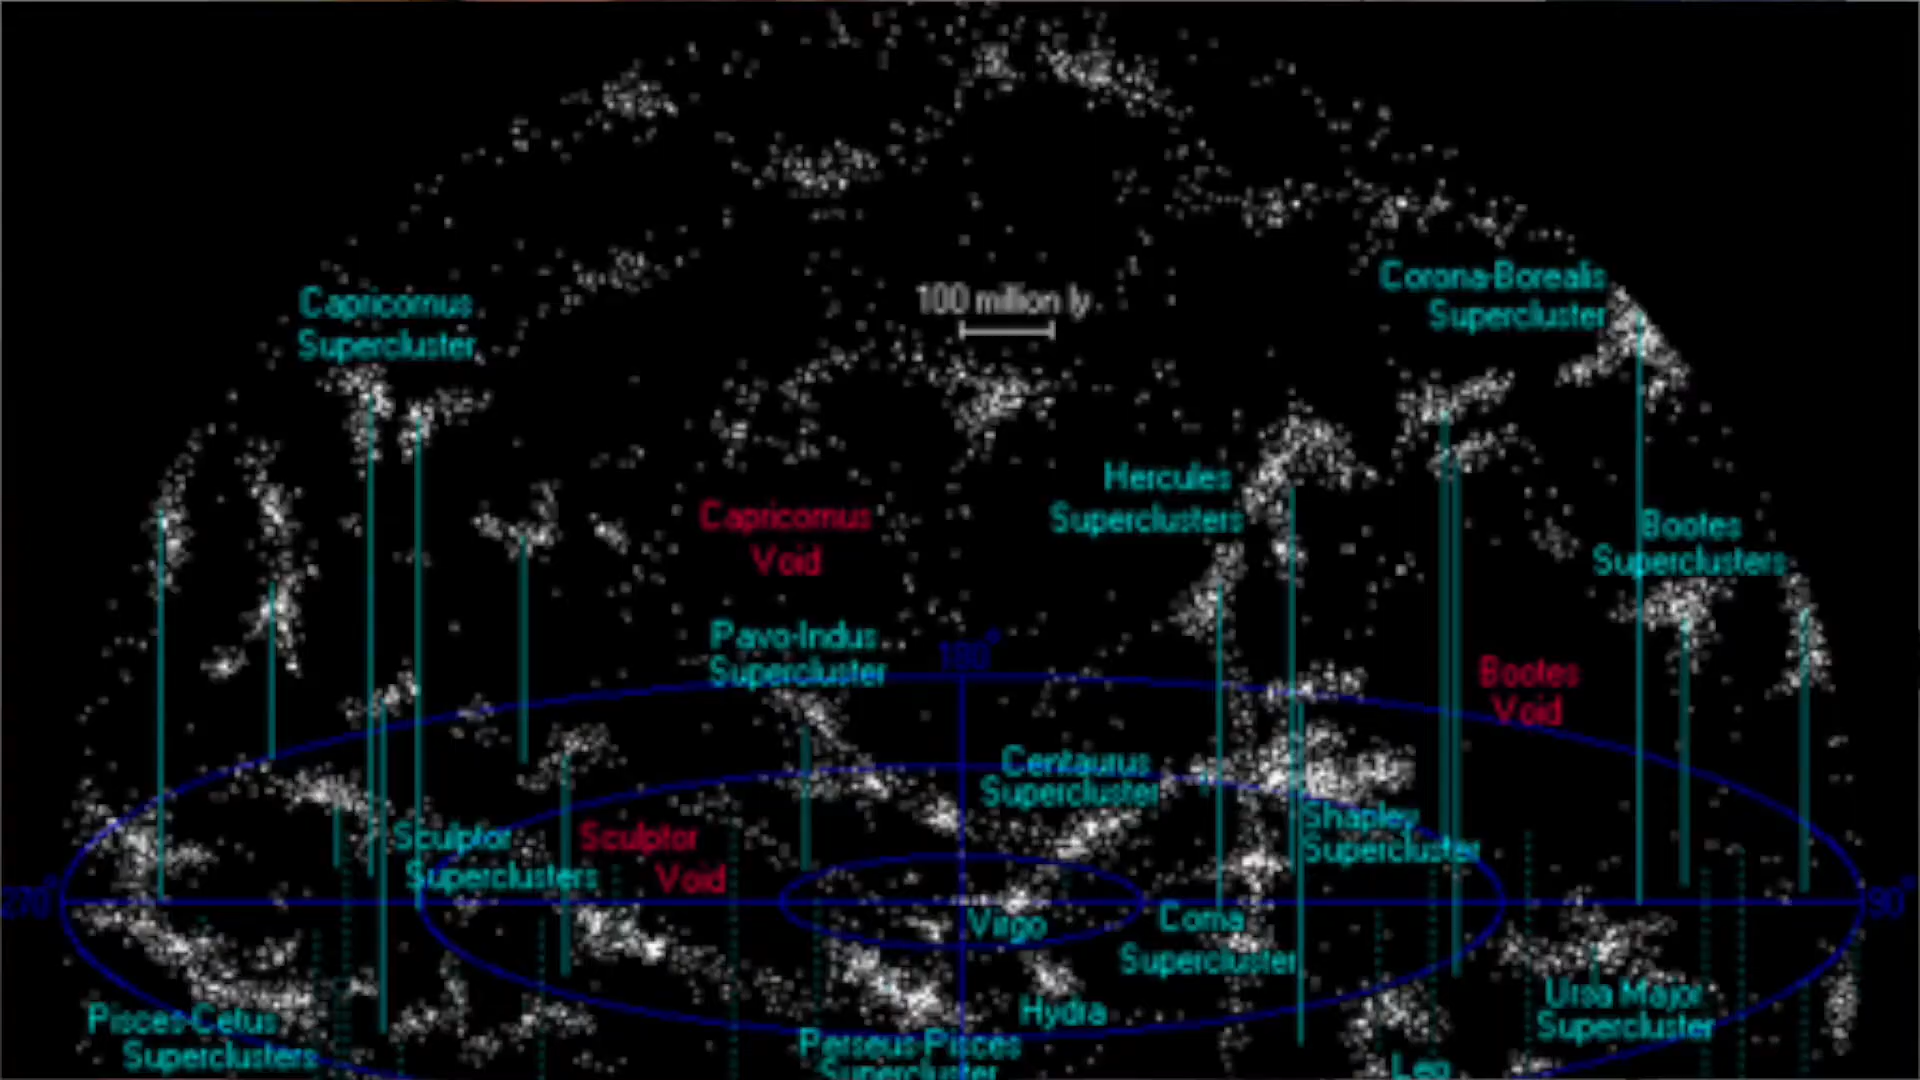 100 million ly
Corona-Borealis
Supercluster
Capricornus
Supercluster
Hercules
Superclusters
Capricornus
Void
Bootes
Superclusters
Pavo-Indus
Supercluster
180°
Bootes
Void
Centaurus
Supercluster
Shapley
Supercluster
Sculptor
Superclusters
Sculptor
Void
270°
90°
Virgo
Coma
Supercluster
Ursa Major
Supercluster
Hydra
Pisces-Cetus
Superclusters
Perseus-Pisces
Supercluster
Leo